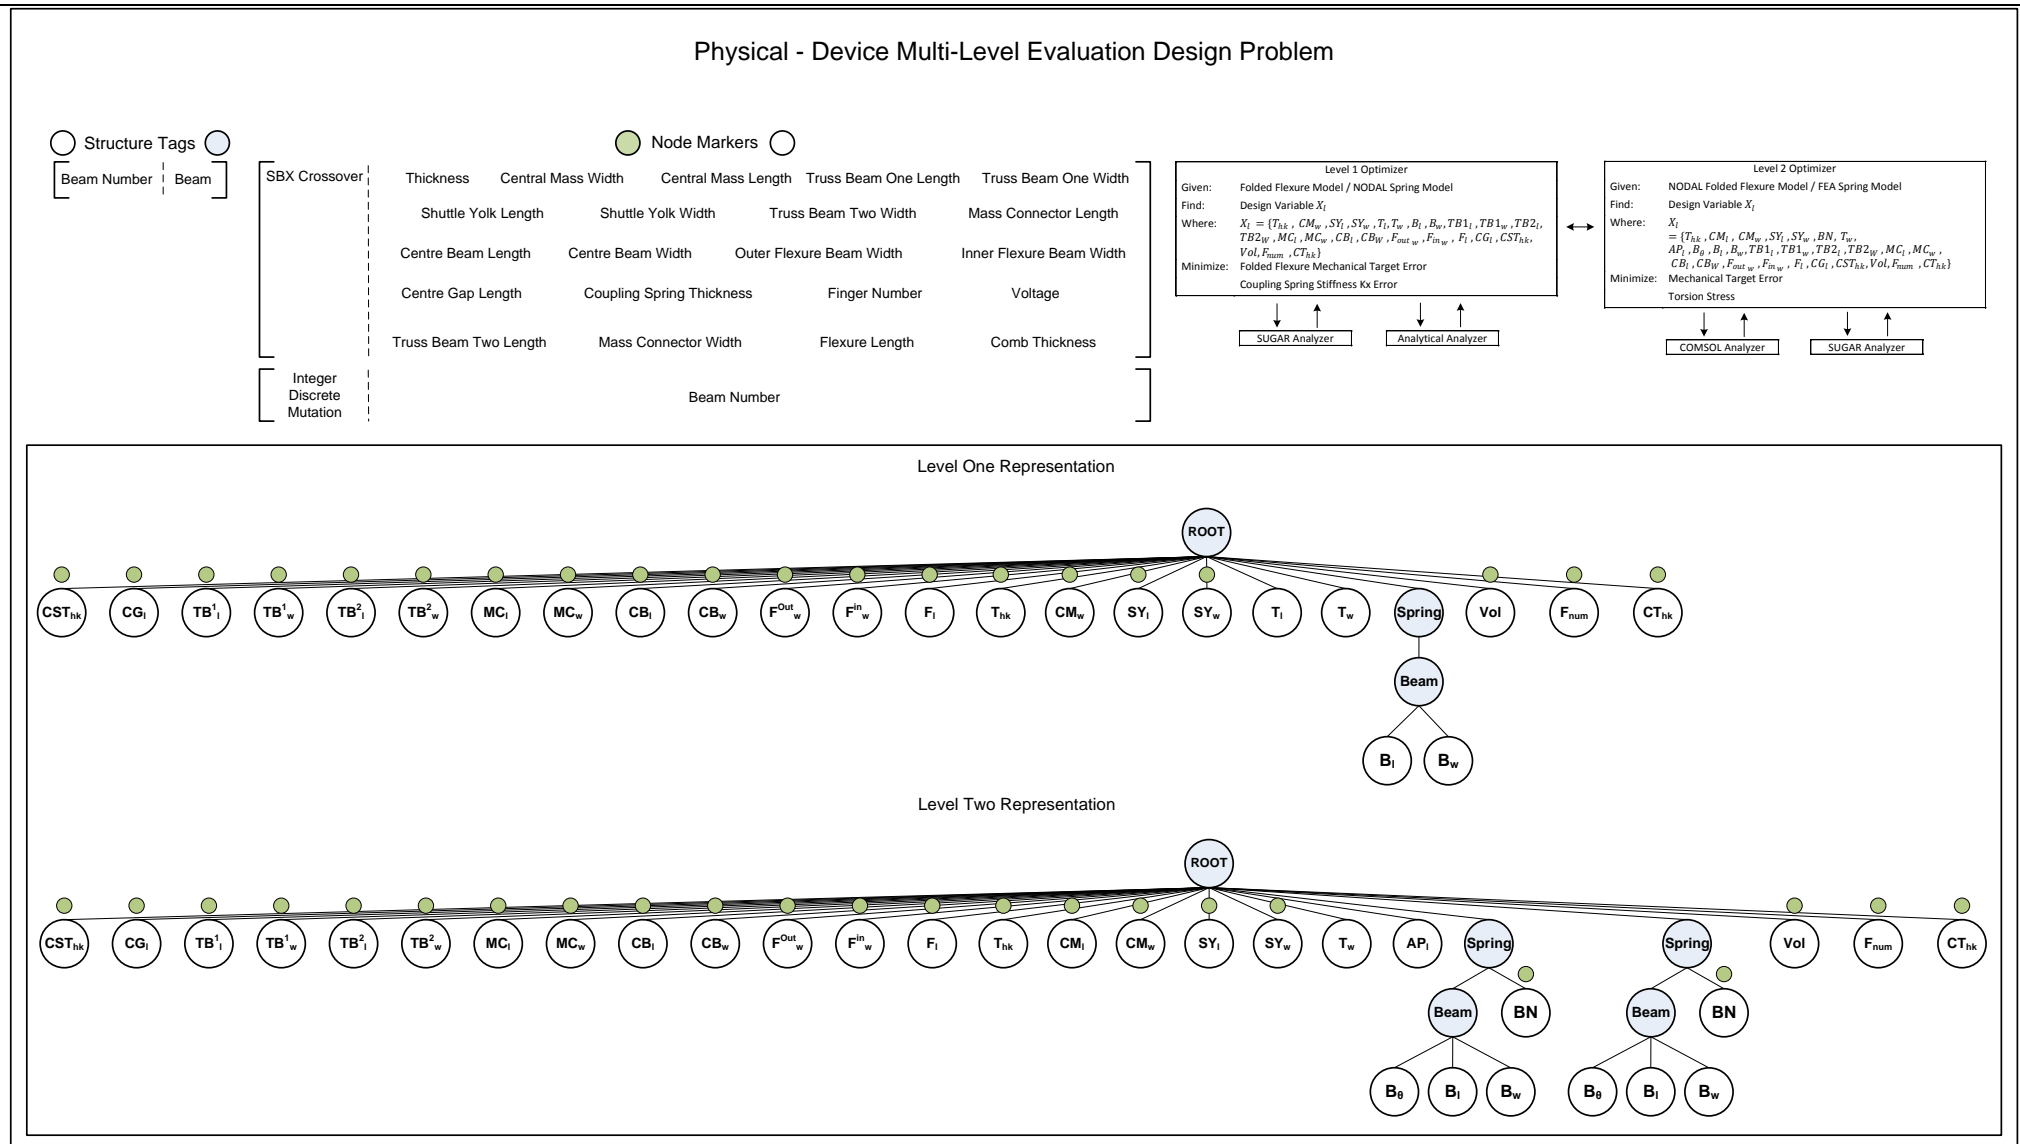 Physical - Device Multi-Level Evaluation Design Problem
Structure Tags
Beam Number Beam
Node Markers
SBX Crossover
Thickness Central Mass Width Central Mass Length Truss Beam One Length Truss Beam One Width
Shuttle Yolk Length Shuttle Yolk Width Truss Beam Two Width Mass Connector Length
Centre Beam Length Centre Beam Width Outer Flexure Beam Width Inner Flexure Beam Width
Centre Gap Length Coupling Spring Thickness Finger Number Voltage
Truss Beam Two Length Mass Connector Width Flexure Length Comb Thickness
Integer
Discrete
Mutation
Beam Number
Level 1 Optimizer
Given: Folded Flexure Model / NODAL Spring Model
Find: Design Variable X_l
Where: X_l = {T_hk , CM_w , SY_l , SY_w , T_l , T_w , B_l , B_w , TB1_l , TB1_w , TB2_l ,
TB2_W , MC_l , MC_w , CB_l , CB_W , F_out_w , F_in_w , F_l , CG_l , CST_hk ,
Vol, F_num , CT_hk}
Minimize: Folded Flexure Mechanical Target Error
Coupling Spring Stiffness Kx Error
SUGAR Analyzer Analytical Analyzer
Level 2 Optimizer
Given: NODAL Folded Flexure Model / FEA Spring Model
Find: Design Variable X_l
Where: X_l
= {T_hk , CM_l , CM_w , SY_l , SY_w , BN, T_w ,
AP_l , B_θ , B_l , B_w , TB1_l , TB1_w , TB2_l , TB2_W , MC_l , MC_w ,
CB_l , CB_W , F_out_w , F_in_w , F_l , CG_l , CST_hk , Vol, F_num , CT_hk}
Minimize: Mechanical Target Error
Torsion Stress
COMSOL Analyzer SUGAR Analyzer
Level One Representation
ROOT
CST_hk CG_l TB^1_l TB^1_w TB^2_l TB^2_w MC_l MC_w CB_l CB_w F^Out_w F^in_w F_l T_hk CM_w SY_l SY_w T_l T_w Spring Vol F_num CT_hk
Beam
B_l B_w
Level Two Representation
ROOT
CST_hk CG_l TB^1_l TB^1_w TB^2_l TB^2_w MC_l MC_w CB_l CB_w F^Out_w F^in_w F_l T_hk CM_l CM_w SY_l SY_w T_w AP_l Spring Spring Vol F_num CT_hk
Beam BN Beam BN
B_θ B_l B_w B_θ B_l B_w